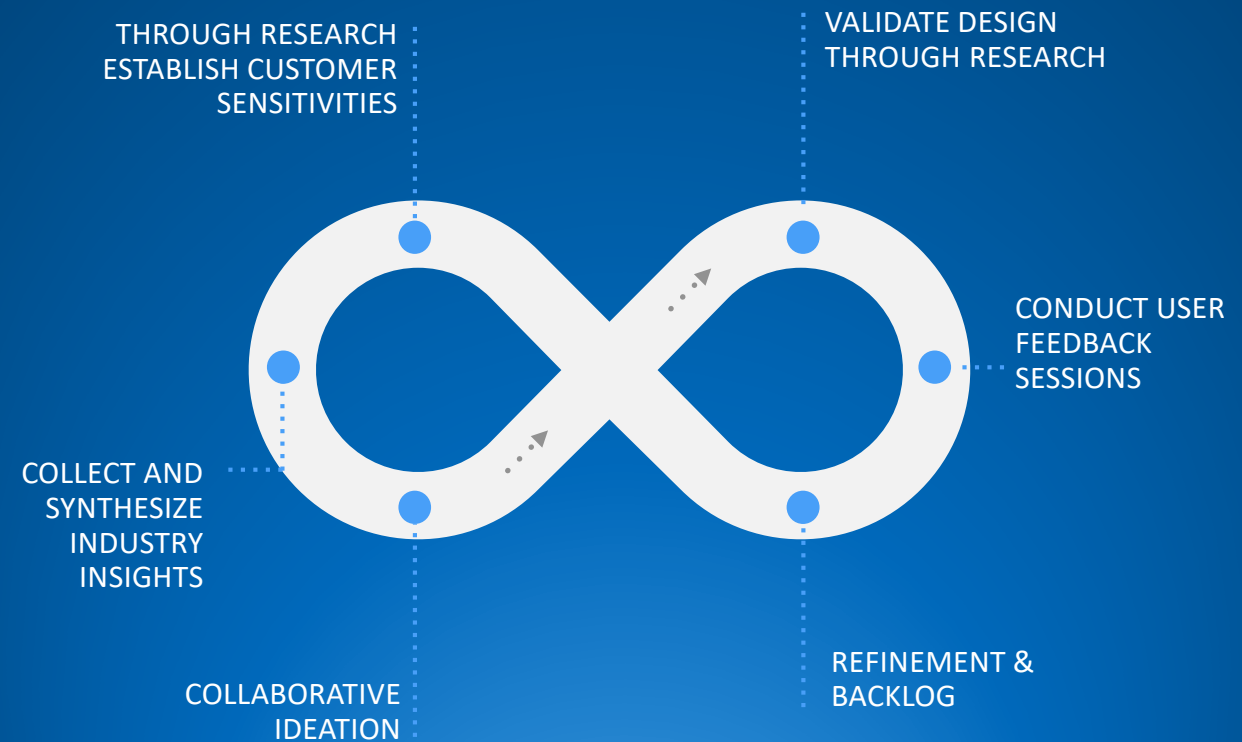 THROUGH RESEARCH
ESTABLISH CUSTOMER
SENSITIVITIES
VALIDATE DESIGN
THROUGH RESEARCH
CONDUCT USER
FEEDBACK
SESSIONS
COLLECT AND
SYNTHESIZE
INDUSTRY
INSIGHTS
COLLABORATIVE
IDEATION
REFINEMENT &
BACKLOG